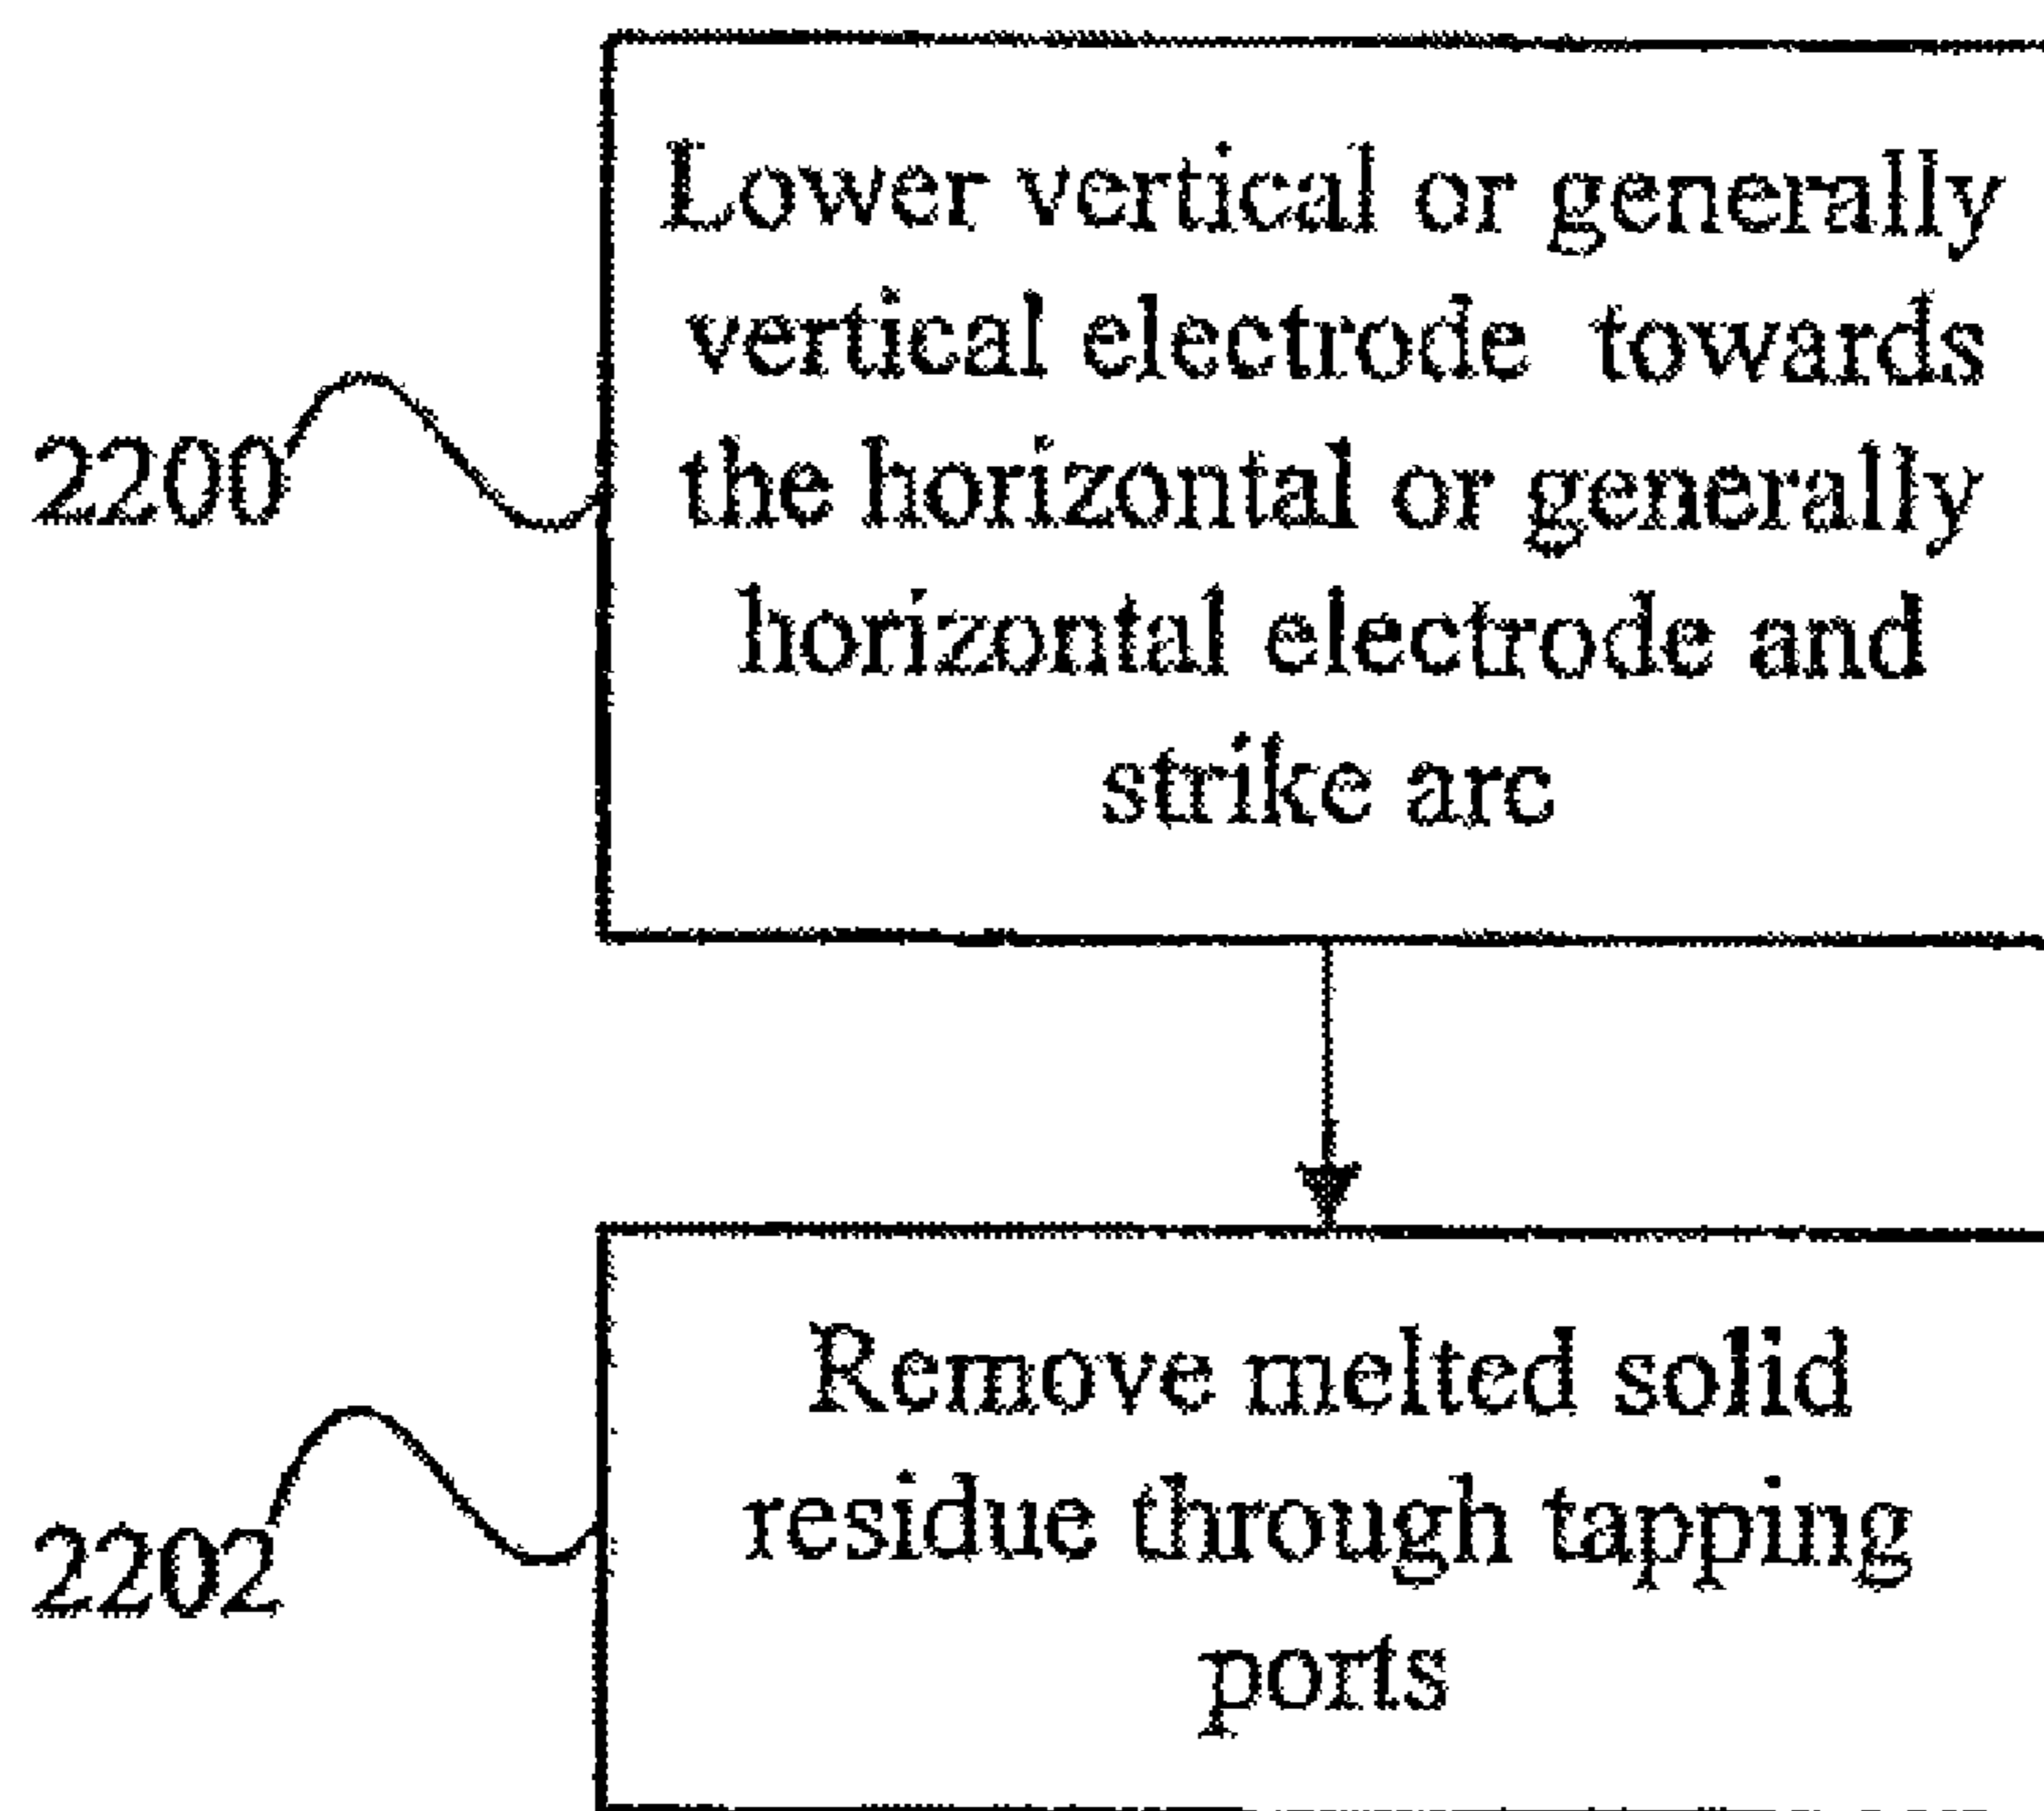 Lower vertical or generally
vertical electrode towards
2200
the horizontal or generally
horizontal electrode and
strike arc
Remove melted solid
residue through tapping
2202
ports